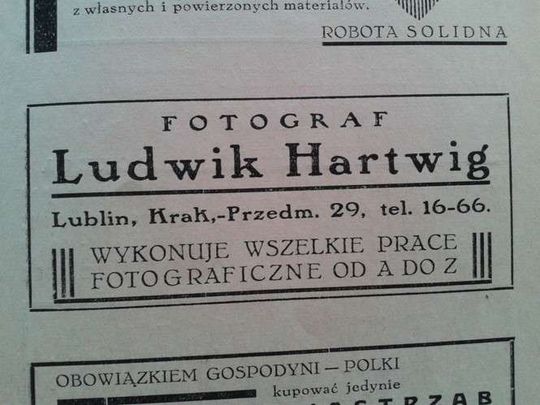 z własnych i powierzonych materiałów.
ROBOTA SOLIDNA
FOTOGRAF
Ludwik Hartwig
Lublin, Krak,-Przedm. 29, tel. 16-66.
WYKONUJE WSZELKIE PRACE
FOTOGRAFICZNE OD A DO Z
OBOWIĄZKIEM GOSPODYNI — POLKI
kupować jedynie